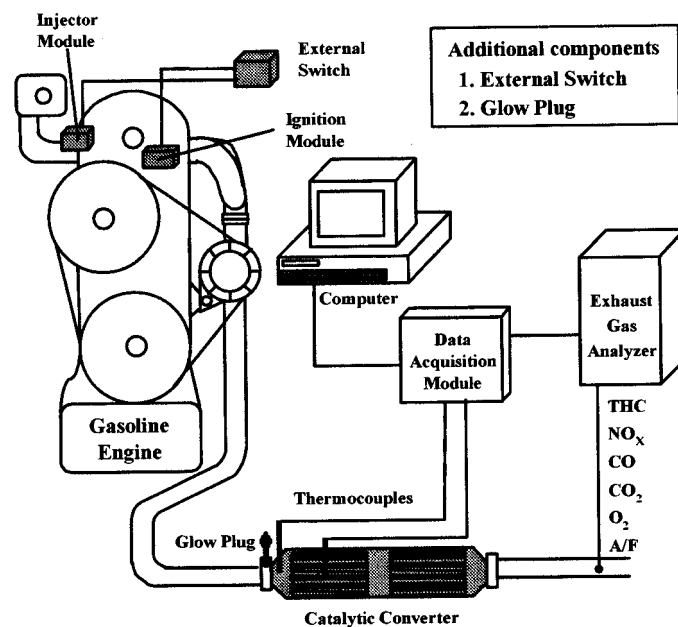 Injector
Module
External
Switch
Ignition
Module
Additional components
1. External Switch
2. Glow Plug
Computer
Data
Acquisition
Module
Exhaust
Gas
Analyzer
Gasoline
Engine
THC
NOX
CO
CO2
O2
A/F
Thermocouples
Glow Plug
Catalytic Converter